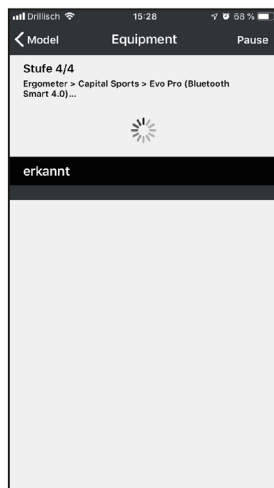 Drillisch 15:28 68 %
Model Equipment Pause
Stufe 4/4
Ergometer > Capital Sports > Evo Pro (Bluetooth
Smart 4.0)...
erkannt